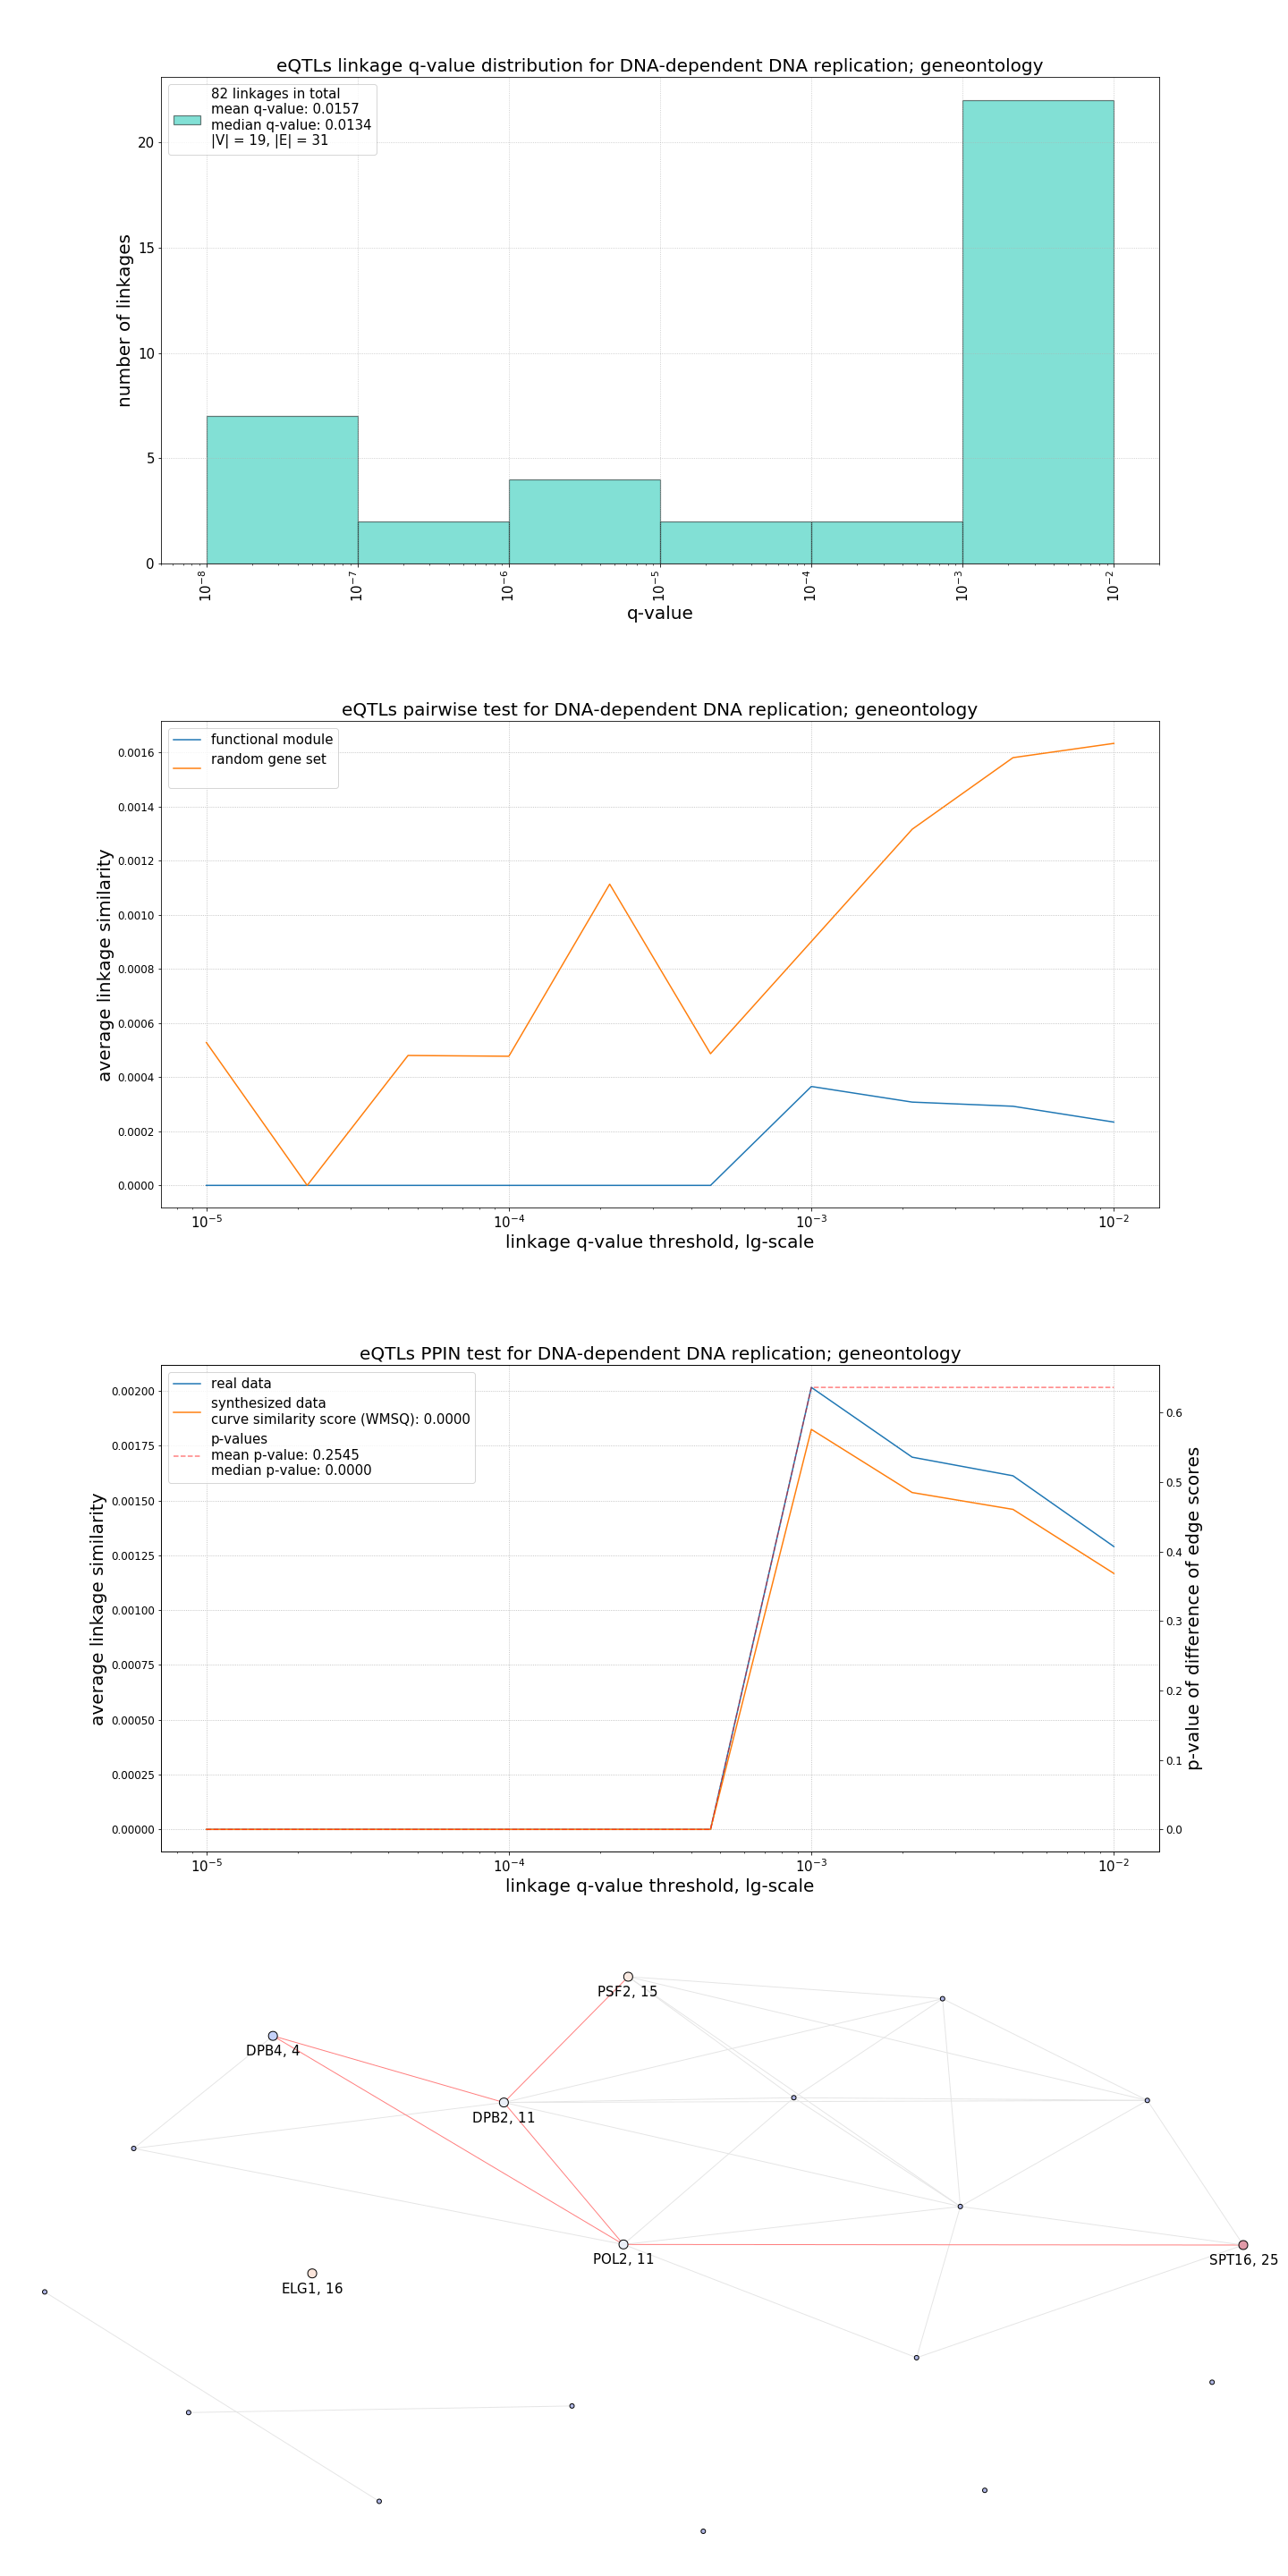 eQTLs linkage q-value distribution for DNA-dependent DNA replication; geneontology
82 linkages in total
mean q-value: 0.0157
median q-value: 0.0134
|V| = 19, |E| = 31
number of linkages
20
15
10
5
0
10⁻⁸
10⁻⁷
10⁻⁶
10⁻⁵
10⁻⁴
10⁻³
10⁻²
q-value
eQTLs pairwise test for DNA-dependent DNA replication; geneontology
functional module
random gene set
average linkage similarity
0.0016
0.0014
0.0012
0.0010
0.0008
0.0006
0.0004
0.0002
0.0000
10⁻⁵
10⁻⁴
10⁻³
10⁻²
linkage q-value threshold, lg-scale
eQTLs PPIN test for DNA-dependent DNA replication; geneontology
real data
synthesized data
curve similarity score (WMSQ): 0.0000
p-values
mean p-value: 0.2545
median p-value: 0.0000
average linkage similarity
0.00200
0.00175
0.00150
0.00125
0.00100
0.00075
0.00050
0.00025
0.00000
0.6
0.5
0.4
0.3
0.2
0.1
0.0
p-value of difference of edge scores
10⁻⁵
10⁻⁴
10⁻³
10⁻²
linkage q-value threshold, lg-scale
PSF2, 15
DPB4, 4
DPB2, 11
POL2, 11
SPT16, 25
ELG1, 16